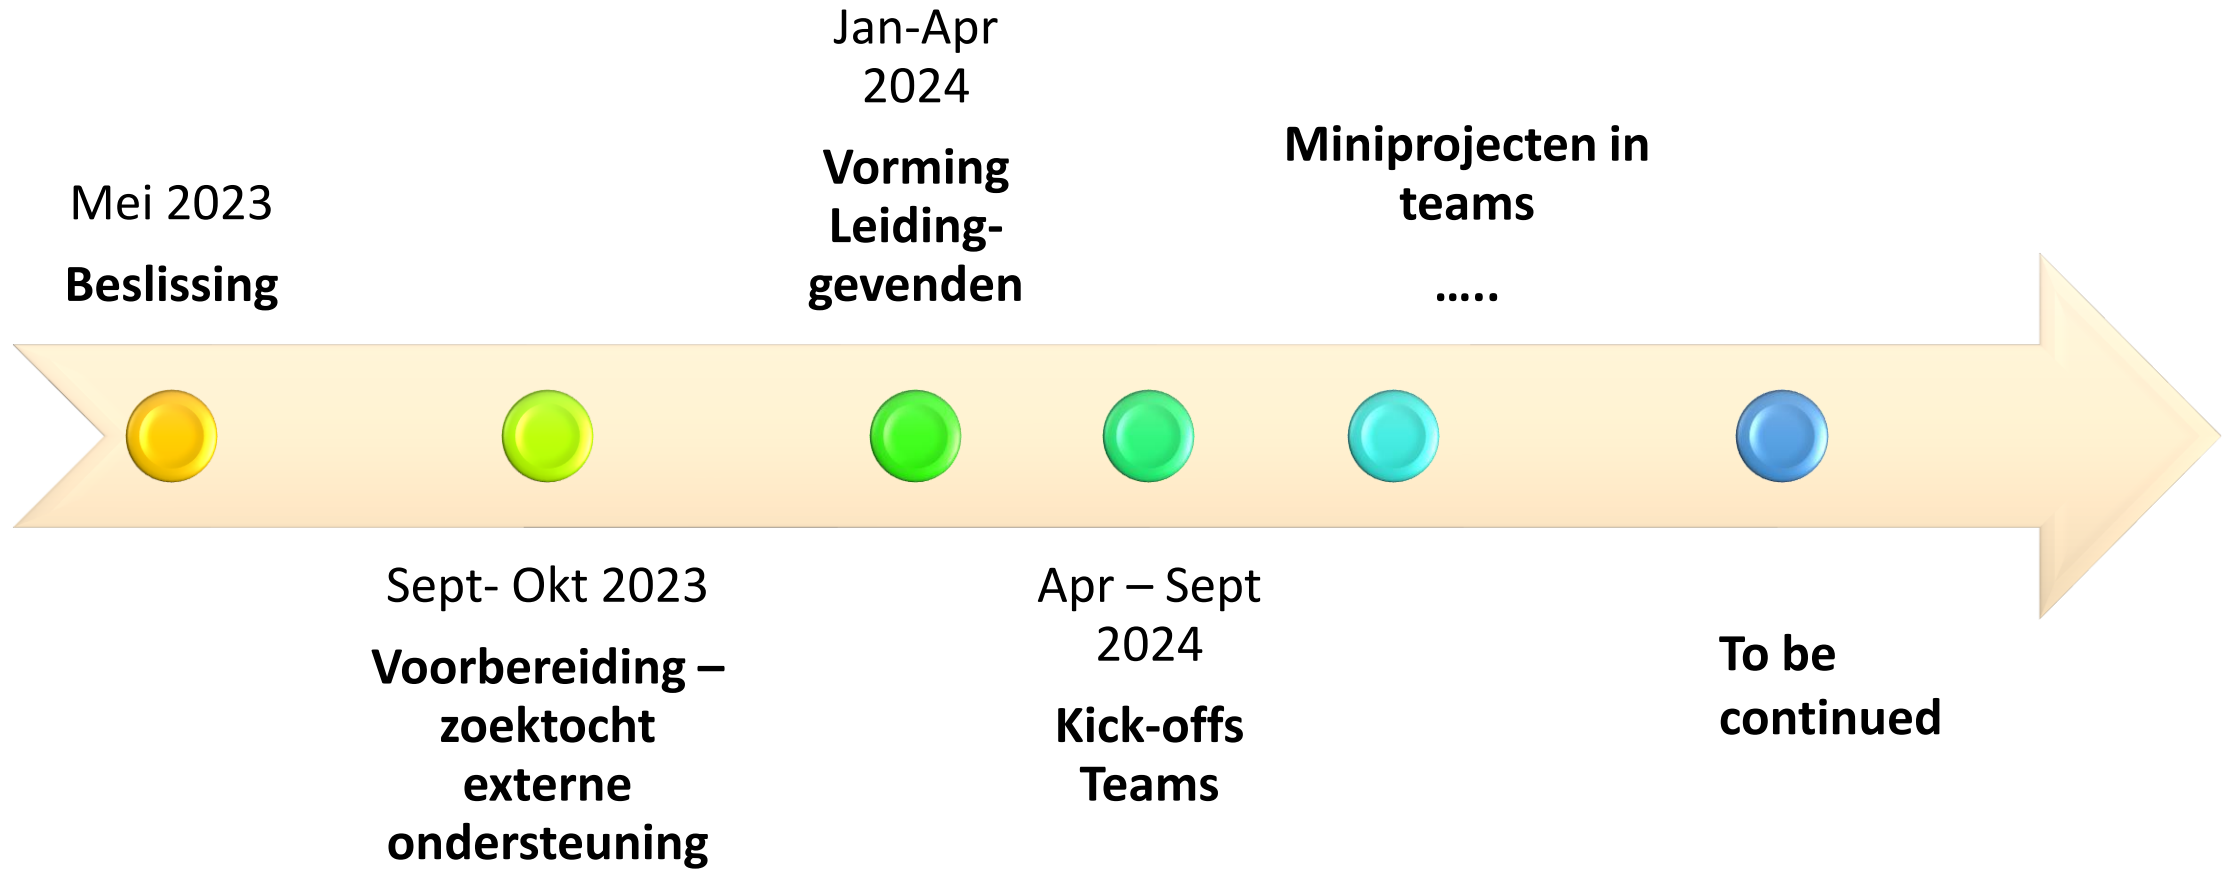 Mei 2023
Beslissing
Sept- Okt 2023
Voorbereiding –
zoektocht
externe
ondersteuning
Jan-Apr
2024
Vorming
Leiding-
gevenden
Apr – Sept
2024
Kick-offs
Teams
Miniprojecten in
teams
.....
To be
continued